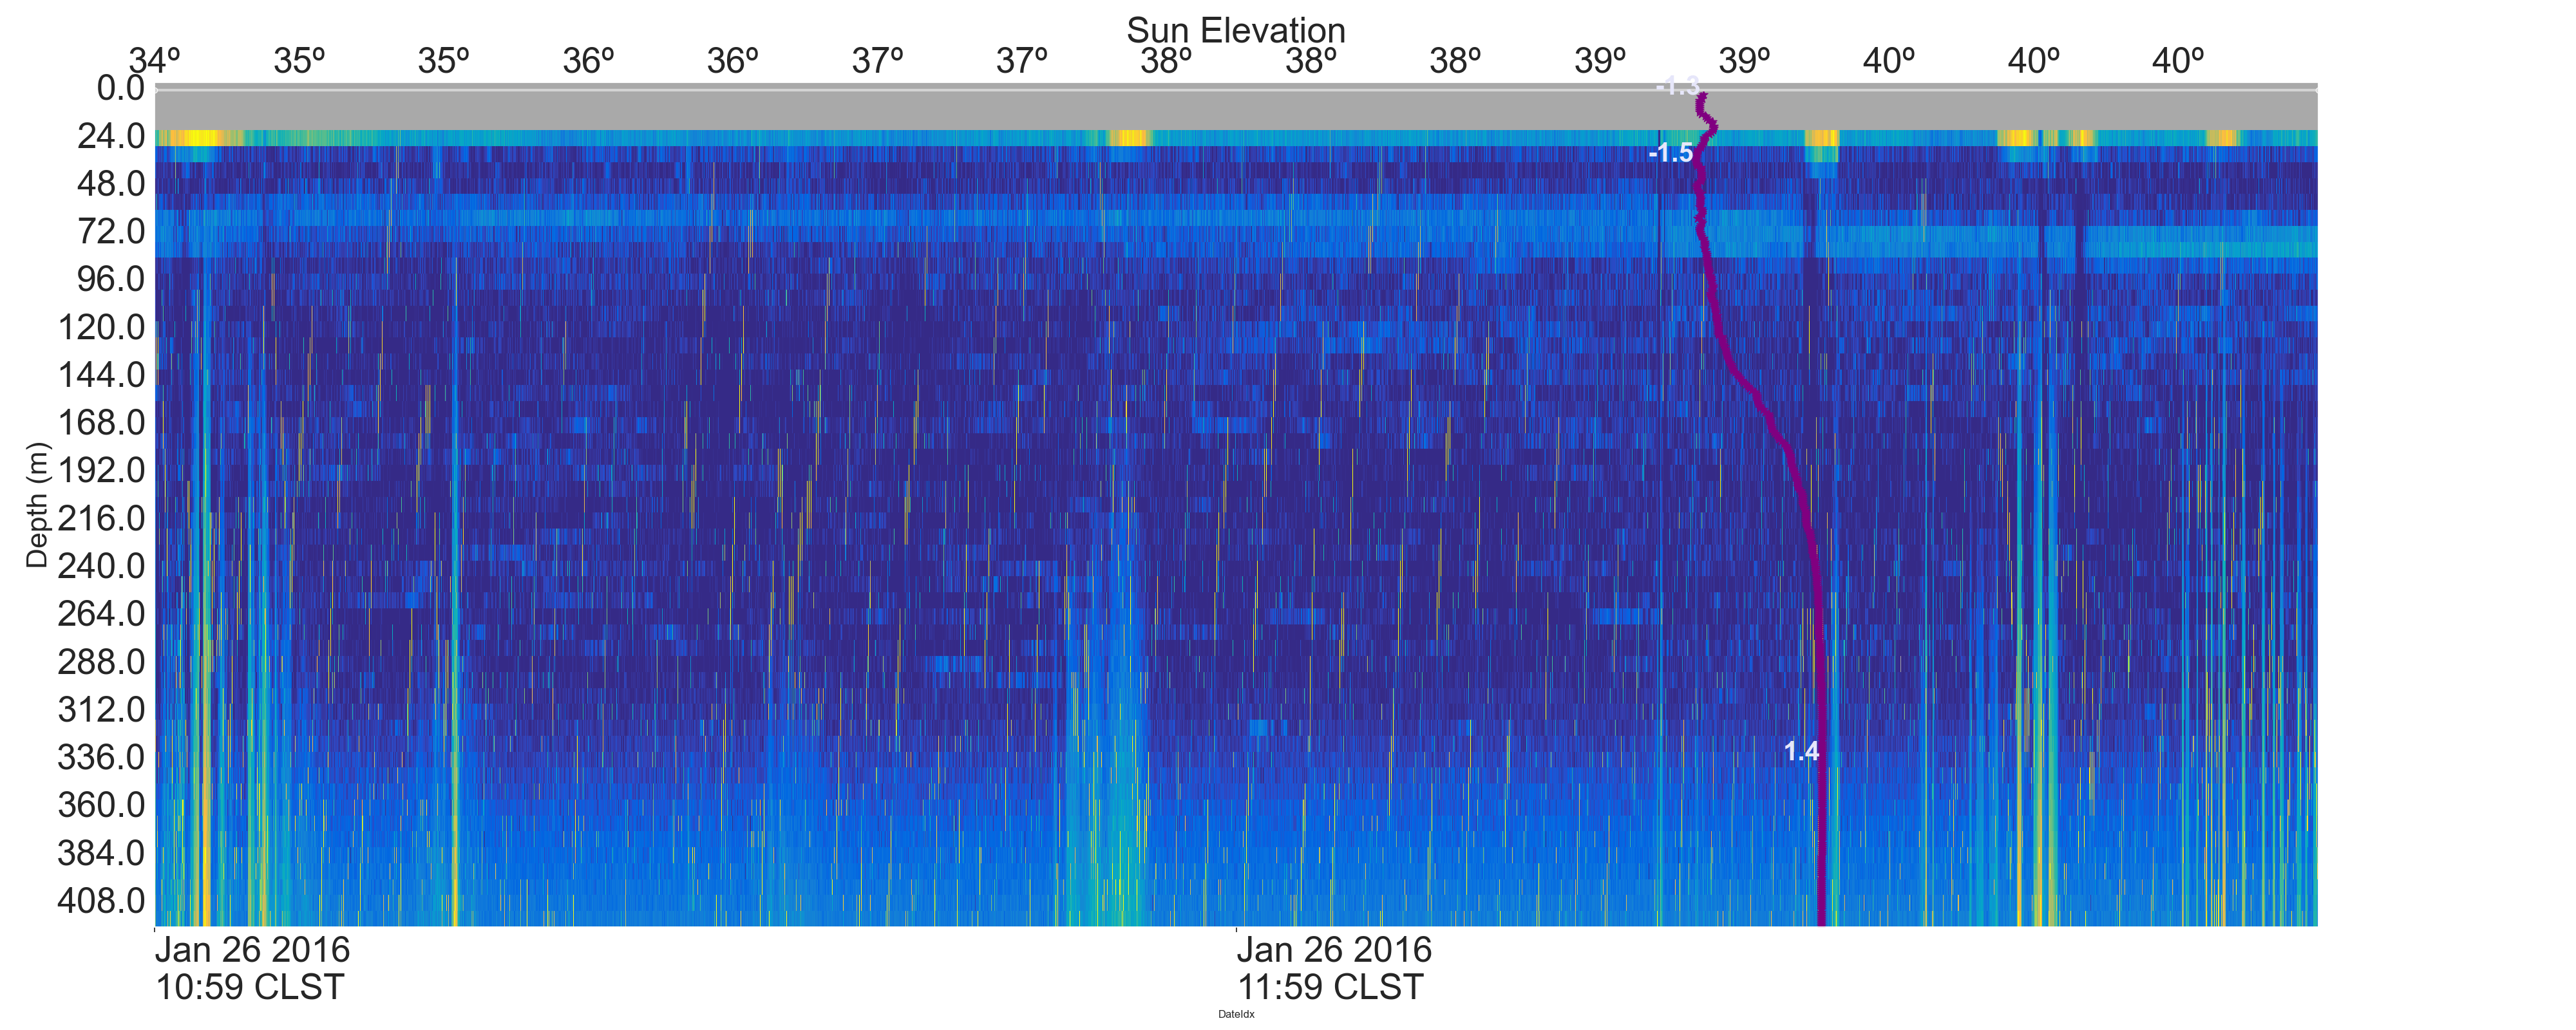 Sun Elevation
34º 35º 35º 36º 36º 37º 37º 38º 38º 38º 39º 39º 40º 40º 40º
0.0
24.0
48.0
72.0
96.0
120.0
144.0
168.0
192.0
216.0
240.0
264.0
288.0
312.0
336.0
360.0
384.0
408.0
Depth (m)
-1.3
-1.5
1.4
Jan 26 2016
10:59 CLST
Jan 26 2016
11:59 CLST
DateIdx